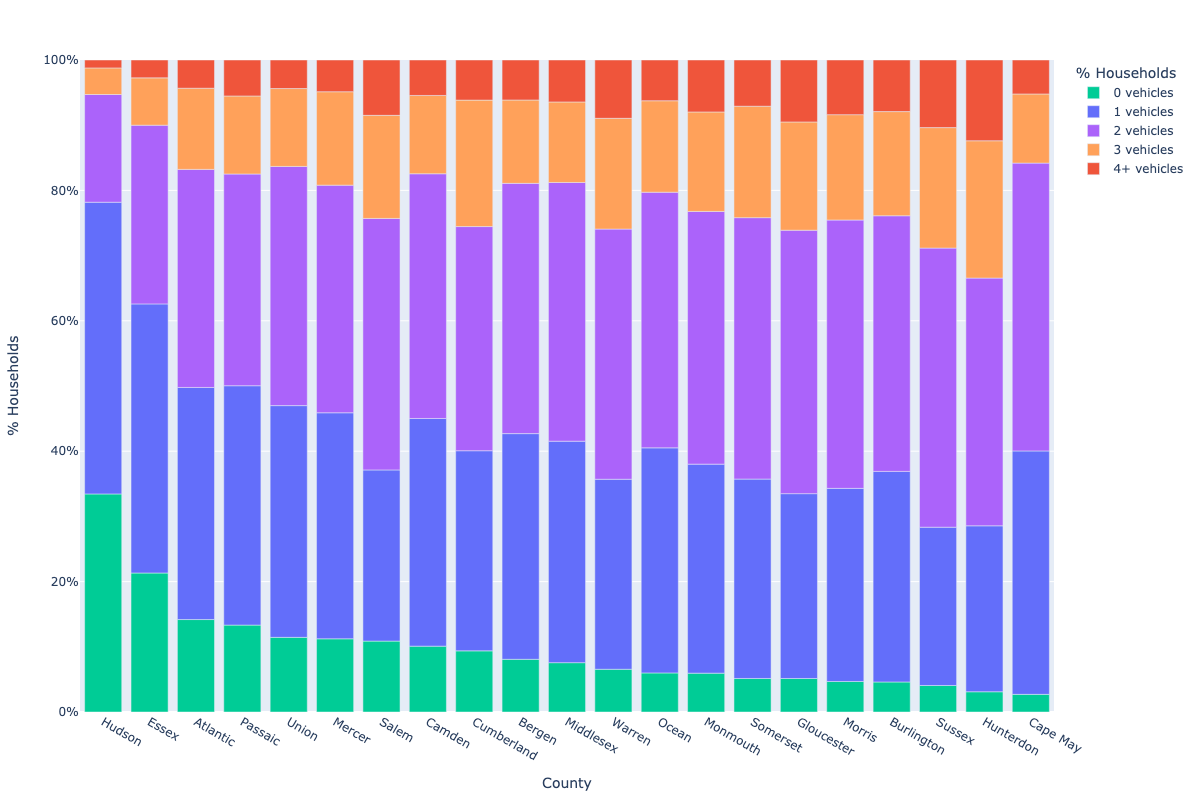 100%
80%
60%
40%
20%
0%
% Households
Hudson
Essex
Atlantic
Passaic
Union
Mercer
Salem
Camden
Cumberland
Bergen
Middlesex
Warren
Ocean
Monmouth
Somerset
Gloucester
Morris
Burlington
Sussex
Hunterdon
Cape May
County
% Households
0 vehicles
1 vehicles
2 vehicles
3 vehicles
4+ vehicles